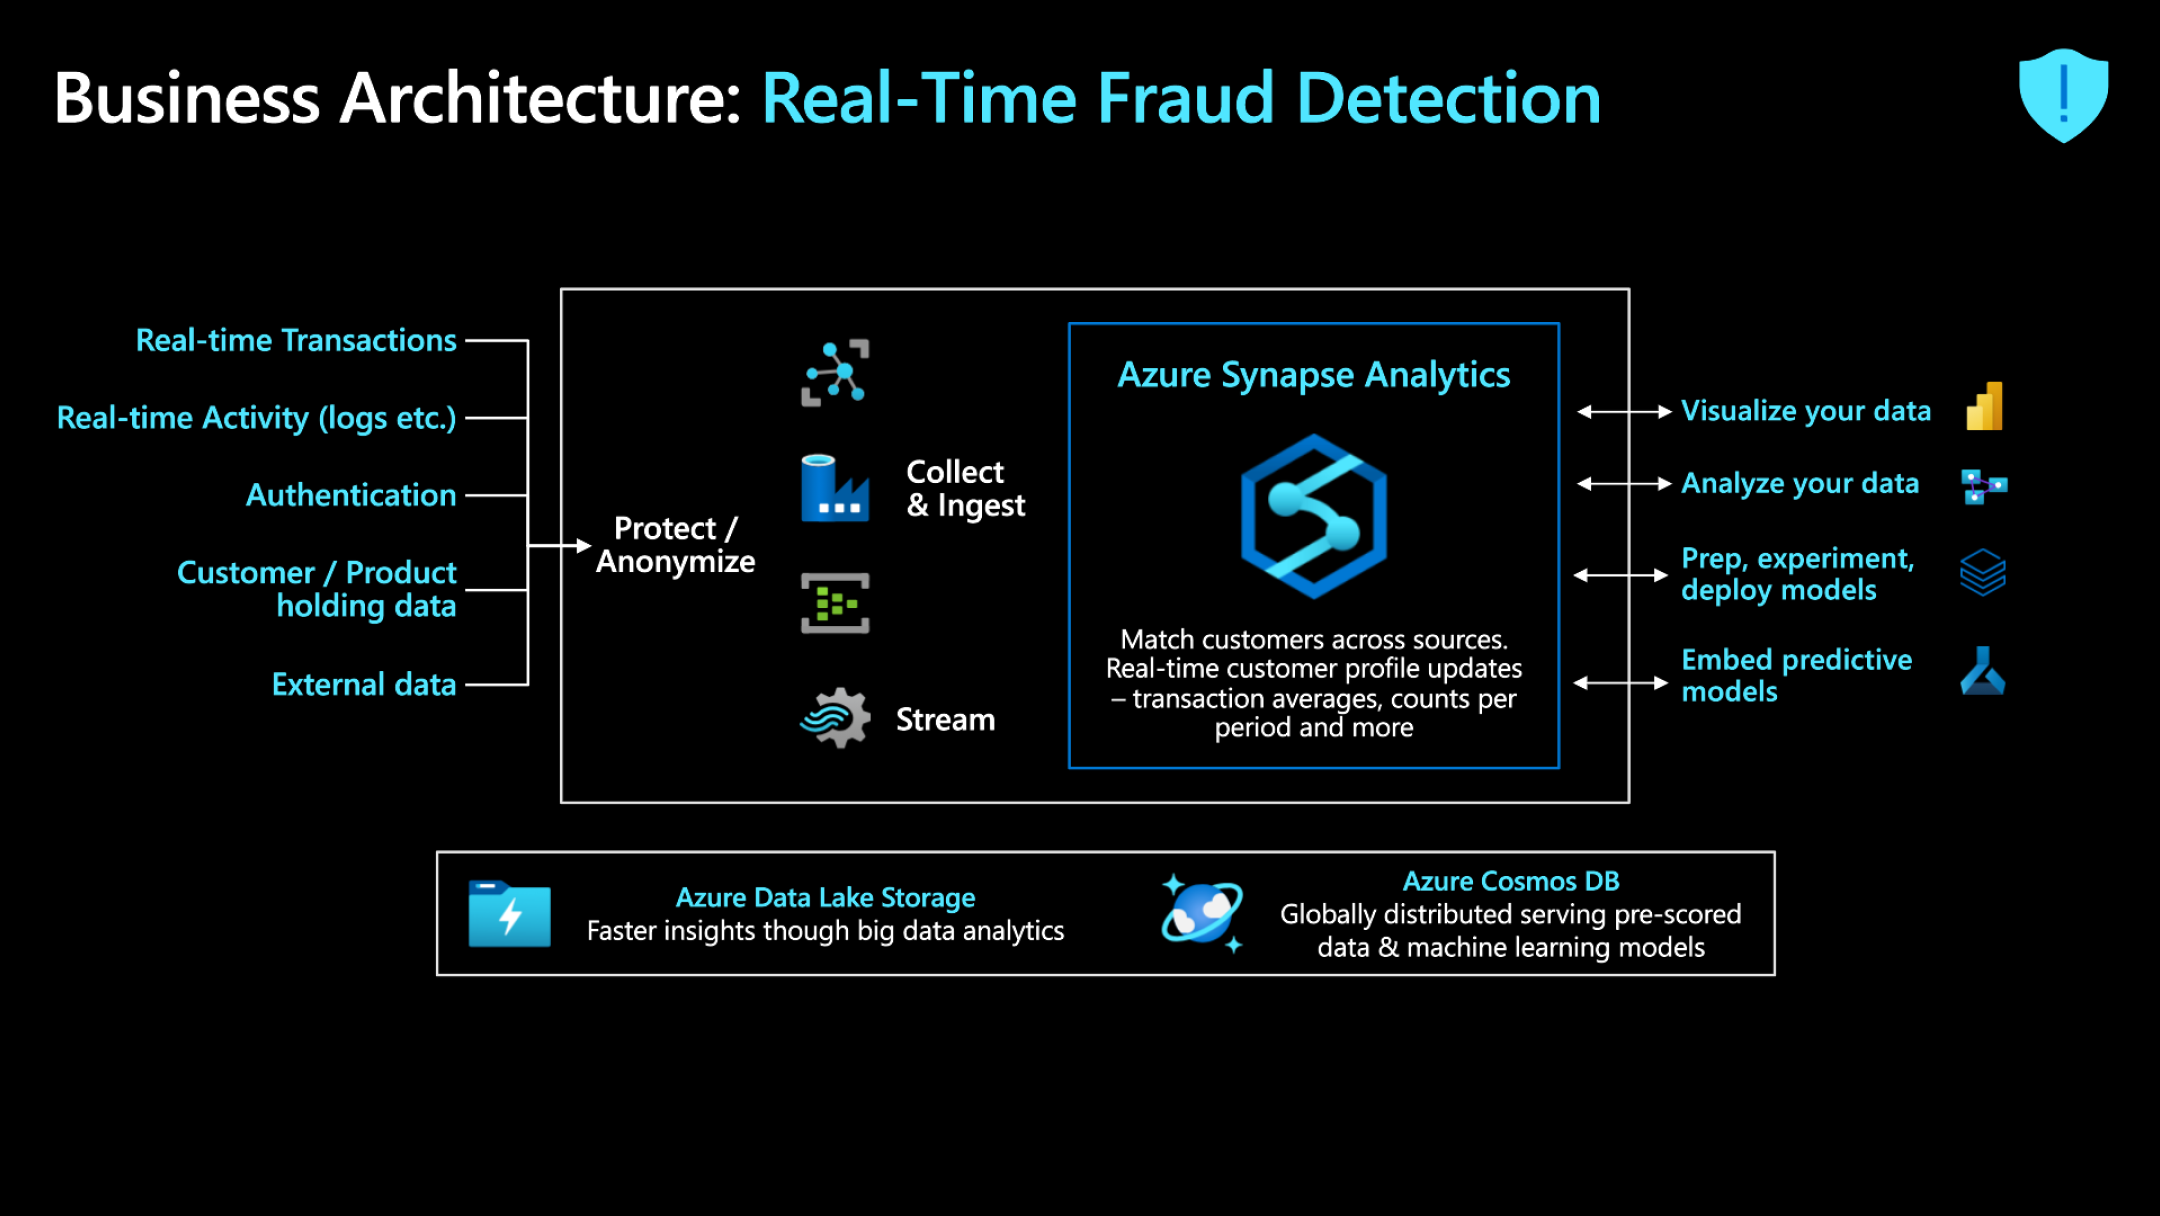 Business Architecture: Real-Time Fraud Detection
Real-time Transactions
Real-time Activity (logs etc.)
Authentication
Customer / Product
holding data
External data
Protect /
Anonymize
Collect
& Ingest
Stream
Azure Synapse Analytics
Match customers across sources.
Real-time customer profile updates
– transaction averages, counts per
period and more
Visualize your data
Analyze your data
Prep, experiment,
deploy models
Embed predictive
models
Azure Data Lake Storage
Faster insights though big data analytics
Azure Cosmos DB
Globally distributed serving pre-scored
data & machine learning models